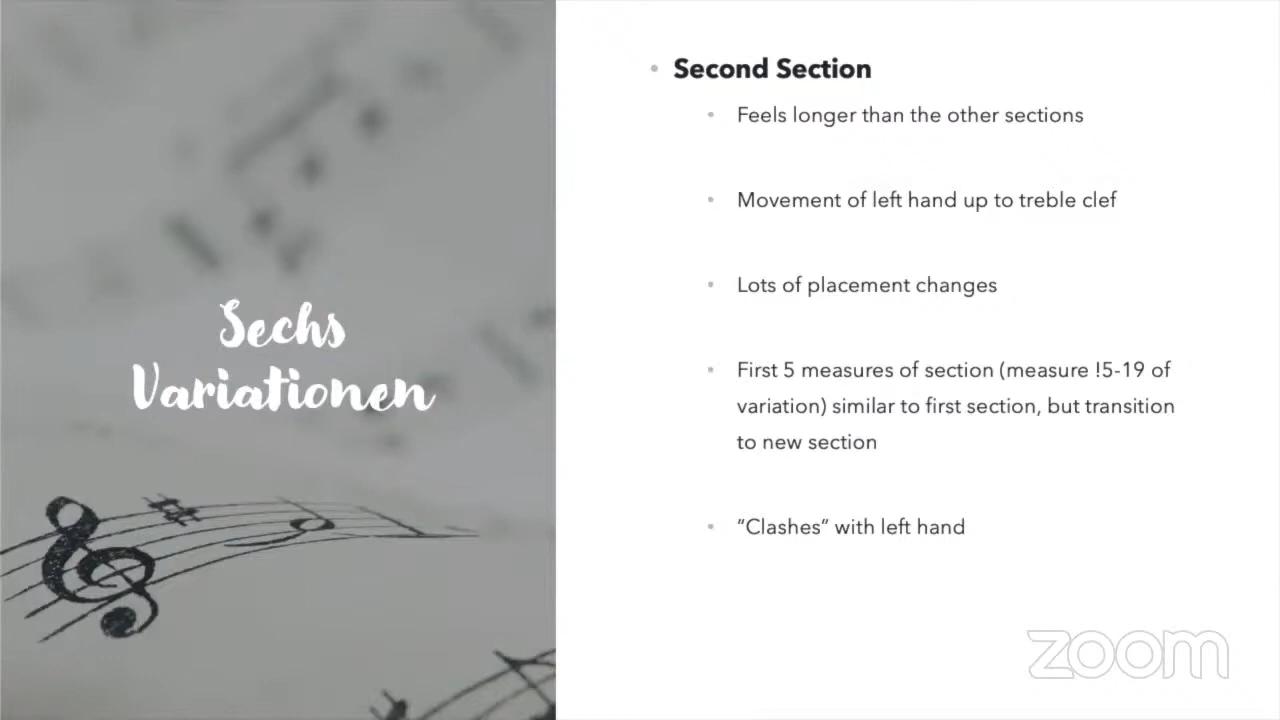 Sechs
Variationen
Second Section
Feels longer than the other sections
Movement of left hand up to treble clef
Lots of placement changes
First 5 measures of section (measure !5-19 of
variation) similar to first section, but transition
to new section
“Clashes” with left hand
zoom